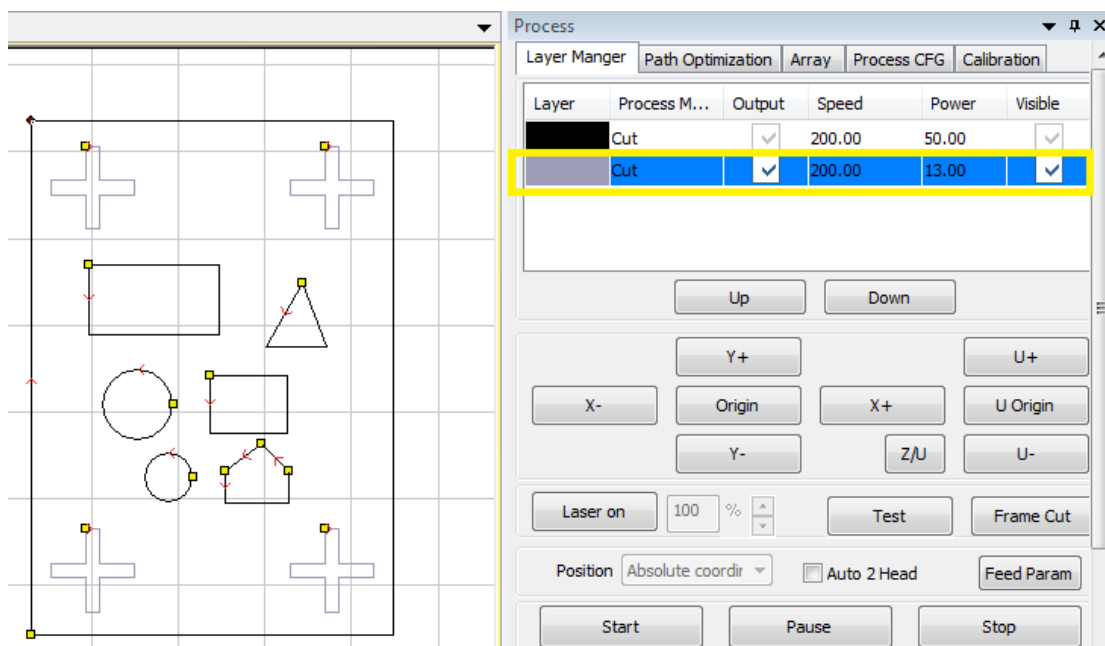 Process
Layer Manger Path Optimization Array Process CFG Calibration
Layer Process M... Output Speed Power Visible
Cut 200.00 50.00
Cut 200.00 13.00
Up Down
Y+ U+
X- Origin X+ U Origin
Y- Z/U U-
Laser on 100 % Test Frame Cut
Position Absolute coordir Auto 2 Head Feed Param
Start Pause Stop